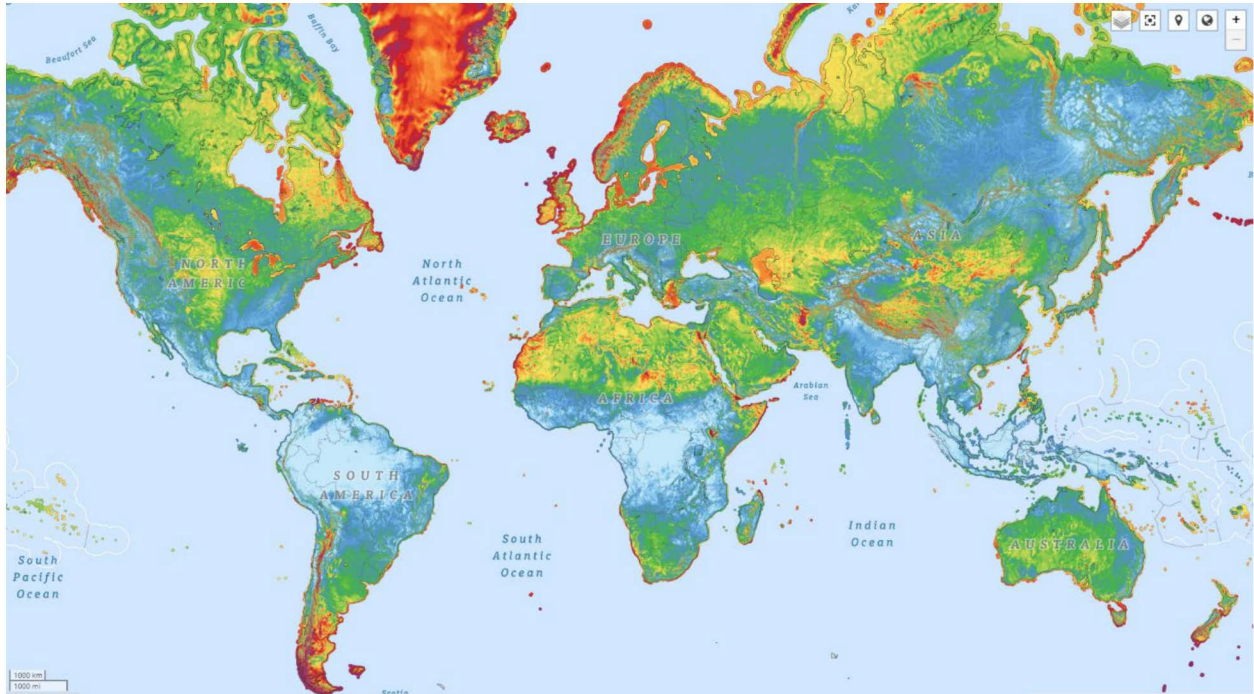 Beaufort Sea
Baffin Bay
+
EUROPE
ASIA
NORTH
AMERIC
North
Atlantic
Ocean
Arabian
Sea
AFRICA
SOUTH
AMERICA
South
Atlantic
Ocean
Indian
Ocean
AUSTRALIA
South
Pacific
Ocean
1000 km
1000 mi